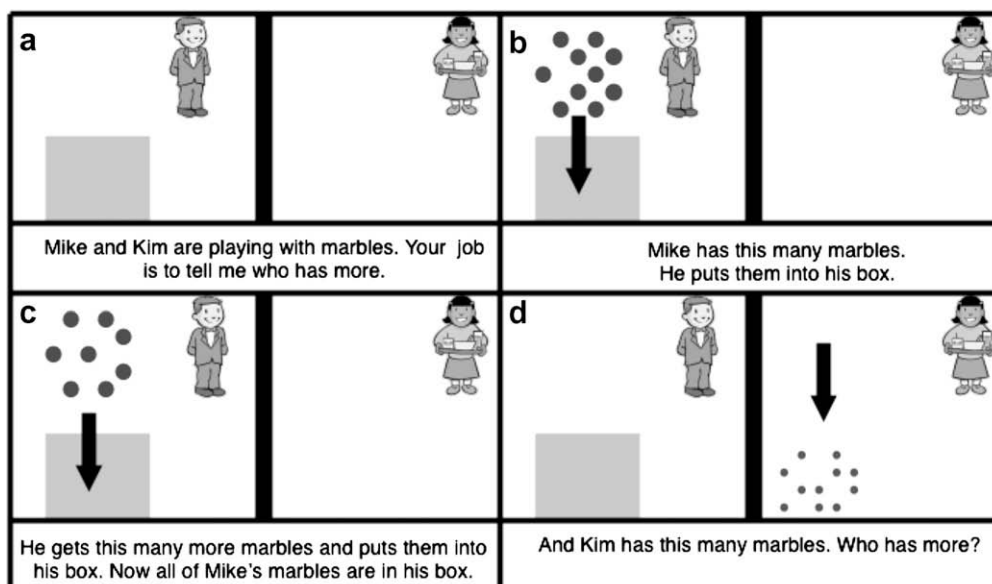 a
b
Mike and Kim are playing with marbles. Your job
is to tell me who has more.
Mike has this many marbles.
He puts them into his box.
c
d
He gets this many more marbles and puts them into
his box. Now all of Mike's marbles are in his box.
And Kim has this many marbles. Who has more?